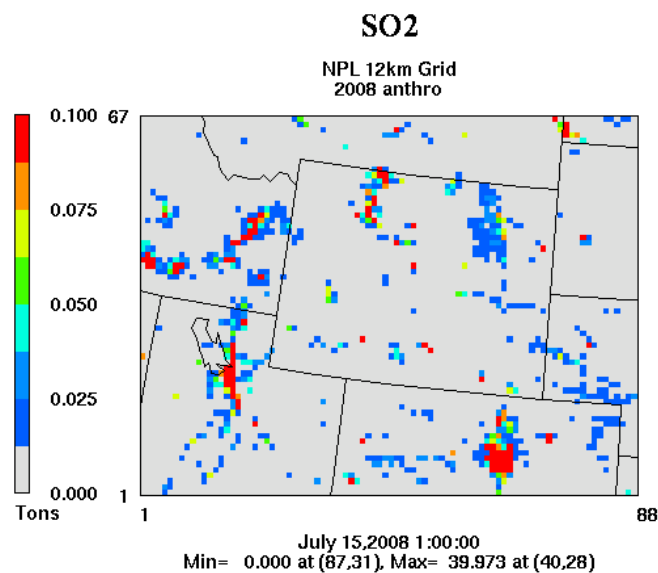 SO2
NPL 12km Grid
2008 anthro
0.100
0.075
0.050
0.025
0.000
Tons
67
1
1
88
July 15,2008 1:00:00
Min= 0.000 at (87,31), Max= 39.973 at (40,28)